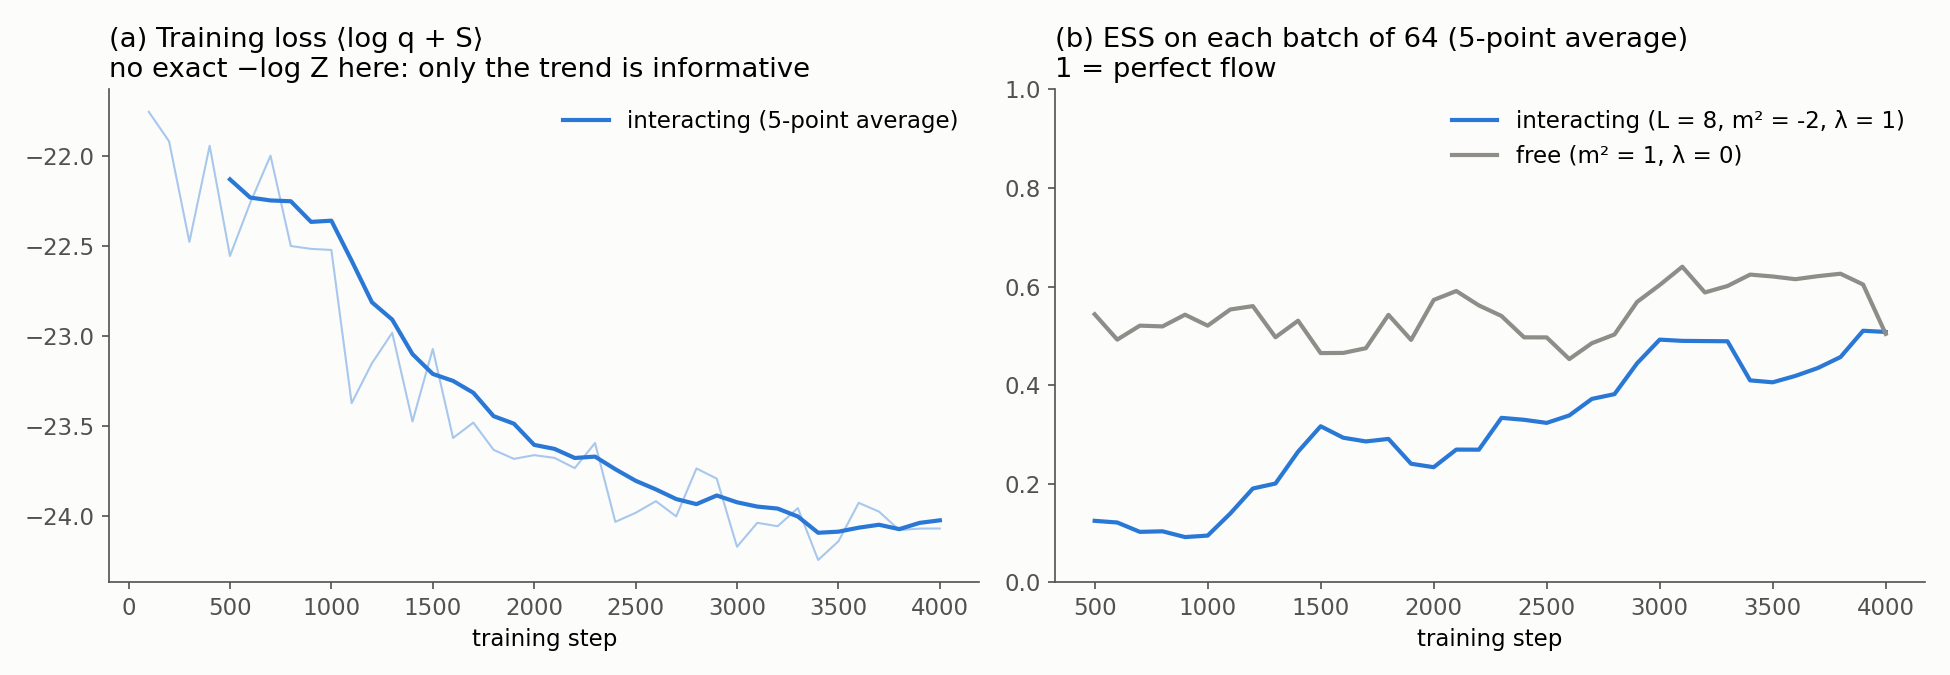 (a) Training loss ⟨log q + S⟩
no exact −log Z here: only the trend is informative
interacting (5-point average)
−22.0
−22.5
−23.0
−23.5
−24.0
0 500 1000 1500 2000 2500 3000 3500 4000
training step
(b) ESS on each batch of 64 (5-point average)
1 = perfect flow
interacting (L = 8, m² = -2, λ = 1)
free (m² = 1, λ = 0)
1.0
0.8
0.6
0.4
0.2
0.0
500 1000 1500 2000 2500 3000 3500 4000
training step